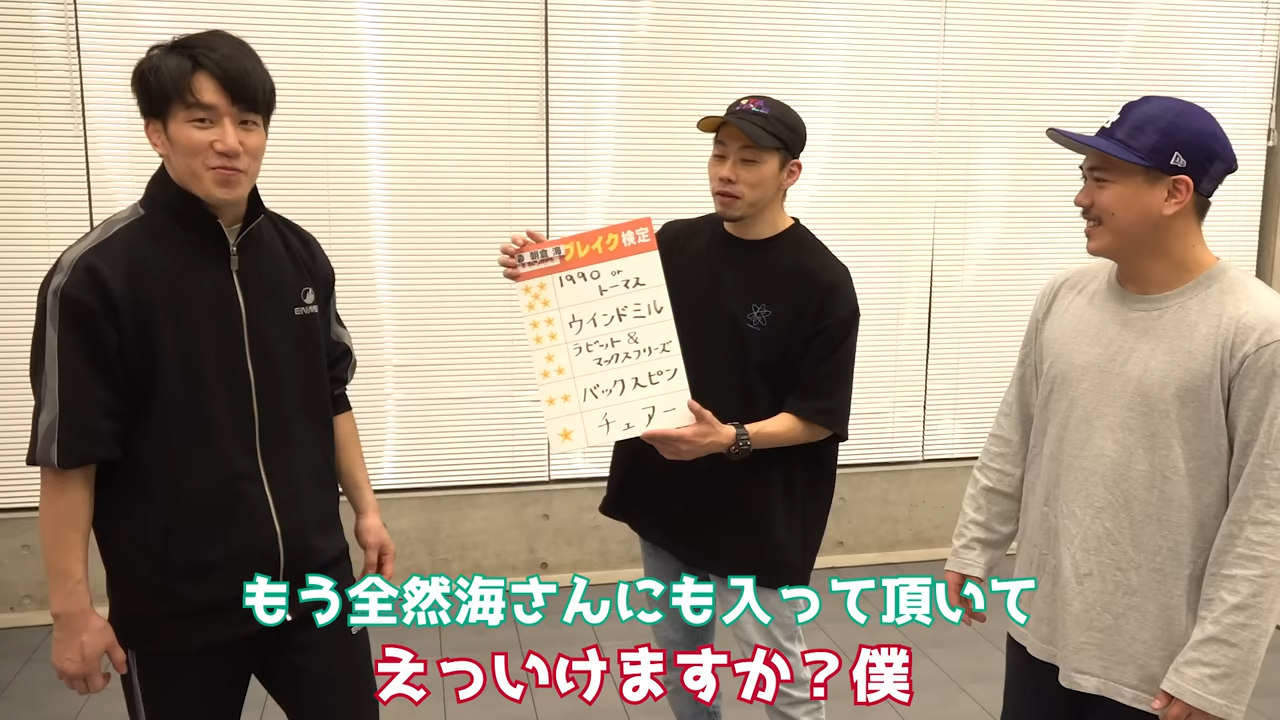 朝倉 海
ブレイク検定
1990 or
トーマス
ウインドミル
ラビット &
マックスフリーズ
バックスピン
チェアー
もう全然海さんにも入って頂いて
えっいけますか？僕